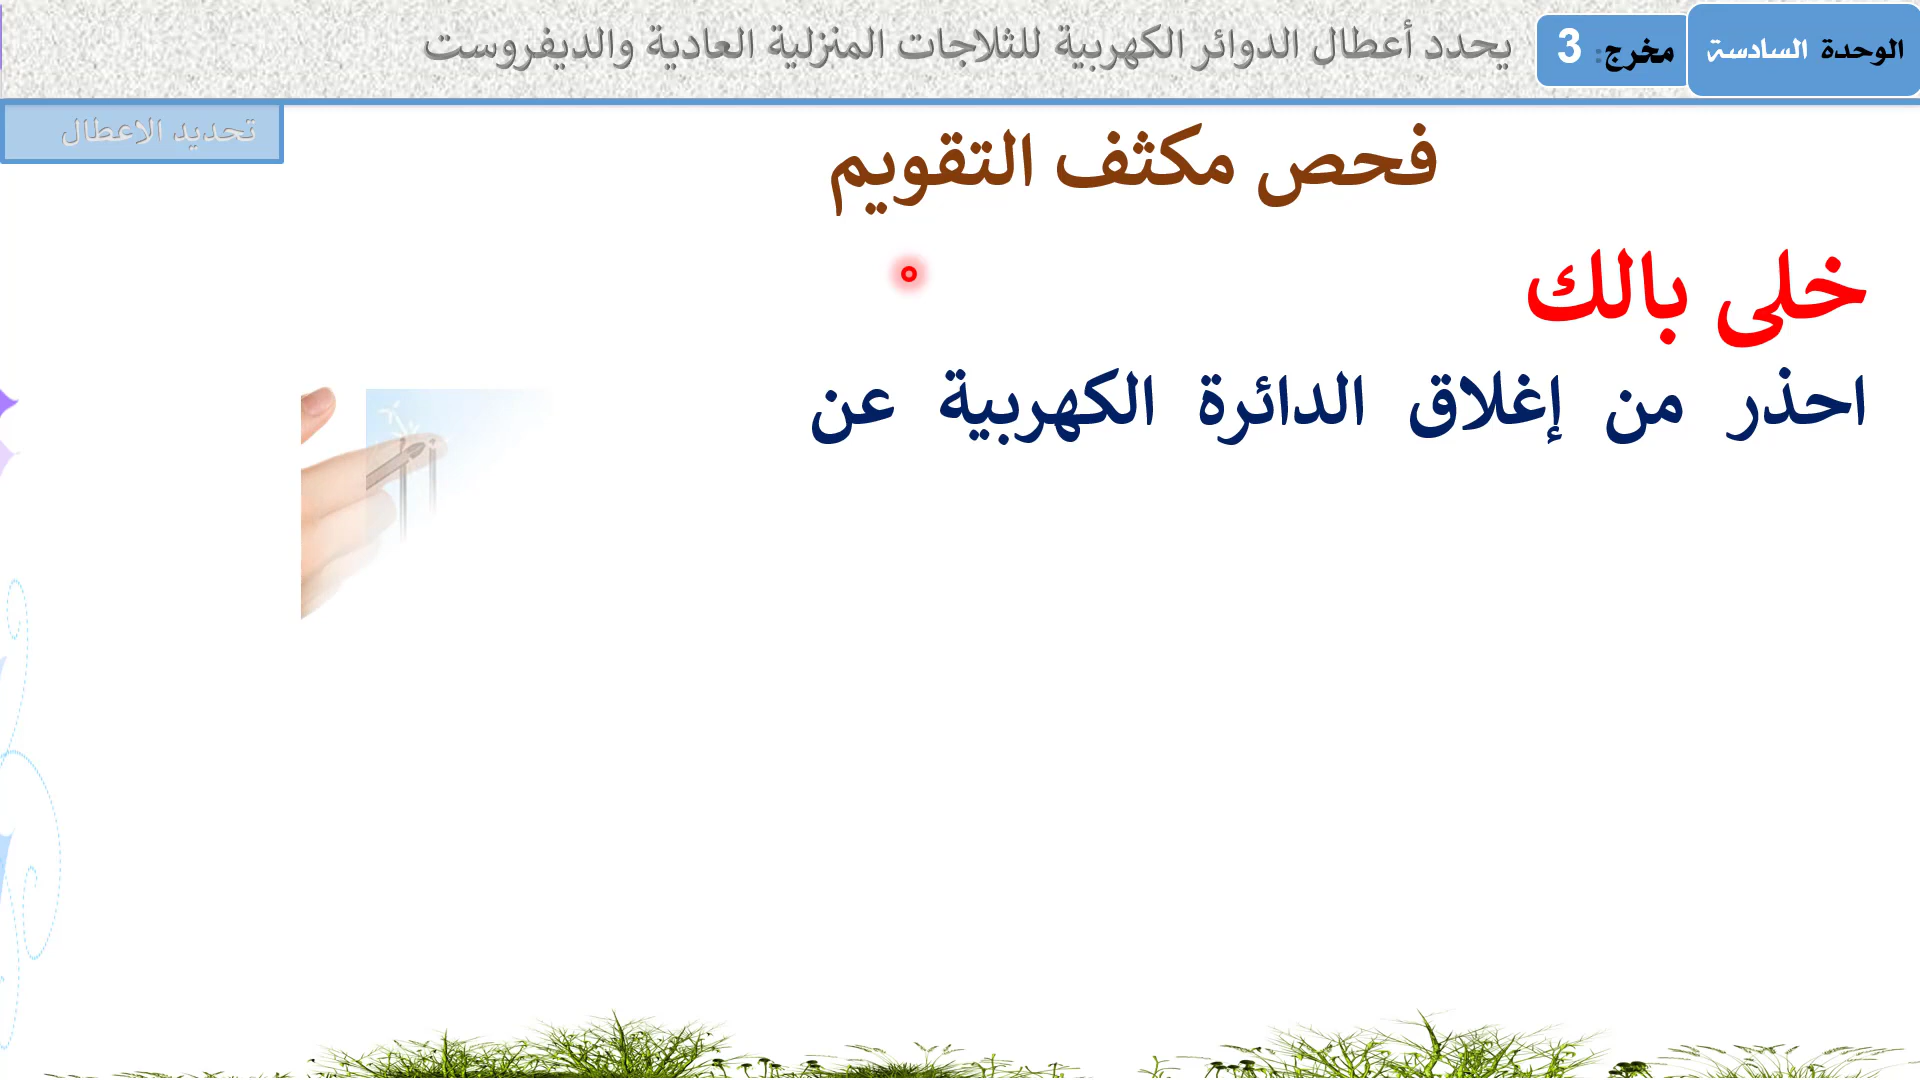 الوحدة السادسة
مخرج: 3
يحدد أعطال الدوائر الكهربية للثلاجات المنزلية العادية والديفروست
تحديد الاعطال
فحص مكثف التقويم
خلى بالك
احذر من إغلاق الدائرة الكهربية عن